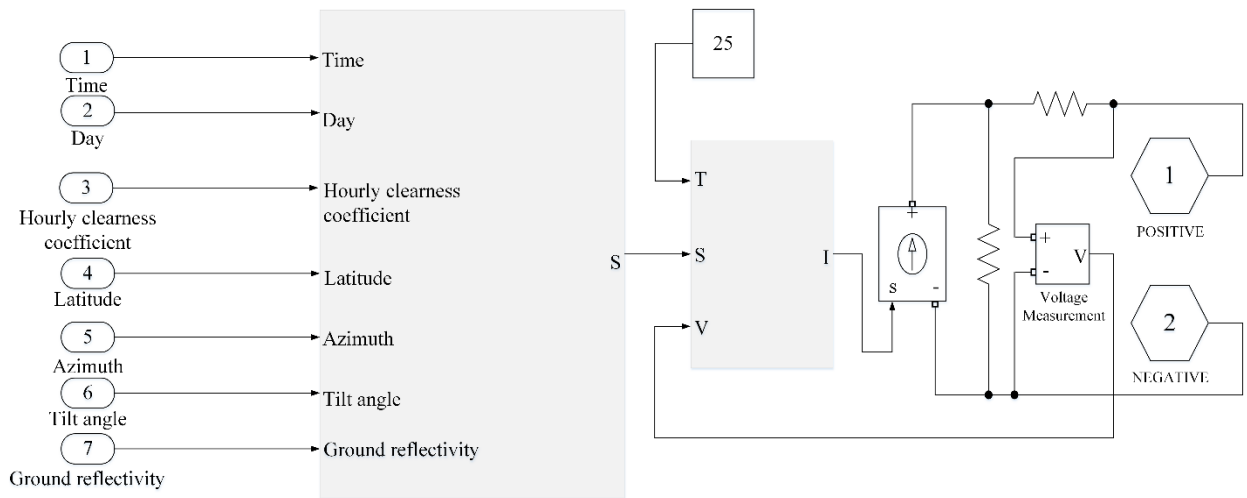 1
Time
2
Day
3
Hourly clearness
coefficient
4
Latitude
5
Azimuth
6
Tilt angle
7
Ground reflectivity
Time
Day
Hourly clearness
coefficient
Latitude
Azimuth
Tilt angle
Ground reflectivity
S
25
T
S
V
I
+
s
-
+
-
V
Voltage
Measurement
1
POSITIVE
2
NEGATIVE